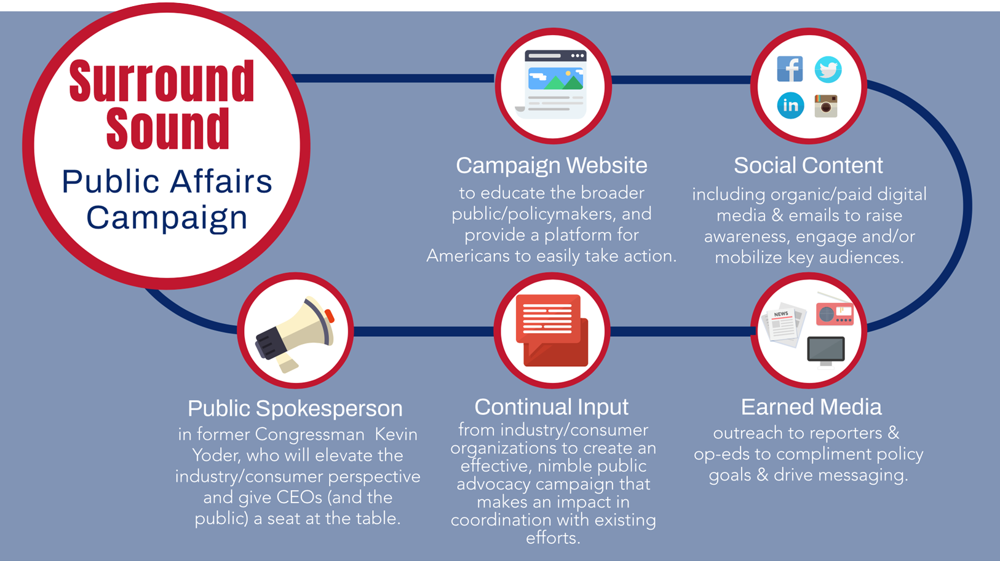 Surround
Sound
Public Affairs
Campaign
Campaign Website
to educate the broader
public/policymakers, and
provide a platform for
Americans to easily take action.
f
in
Social Content
including organic/paid digital
media & emails to raise
awareness, engage and/or
mobilize key audiences.
Public Spokesperson
in former Congressman Kevin
Yoder, who will elevate the
industry/consumer perspective
and give CEOs (and the
public) a seat at the table.
Continual Input
from industry/consumer
organizations to create an
effective, nimble public
advocacy campaign that
makes an impact in
coordination with existing
efforts.
NEWS
Earned Media
outreach to reporters &
op-eds to compliment policy
goals & drive messaging.